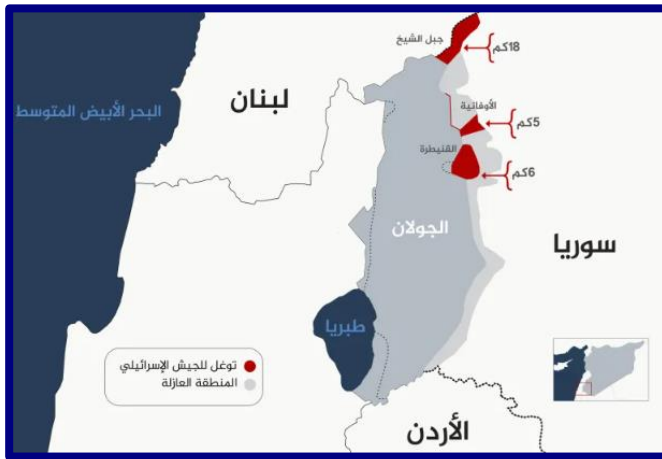 جبل الشيخ
18كم
لبنان
البحر الأبيض المتوسط
الأوفانية
5كم
القنيطرة
6كم
الجولان
سوريا
طبريا
توغل للجيش الإسرائيلي
المنطقة العازلة
الأردن